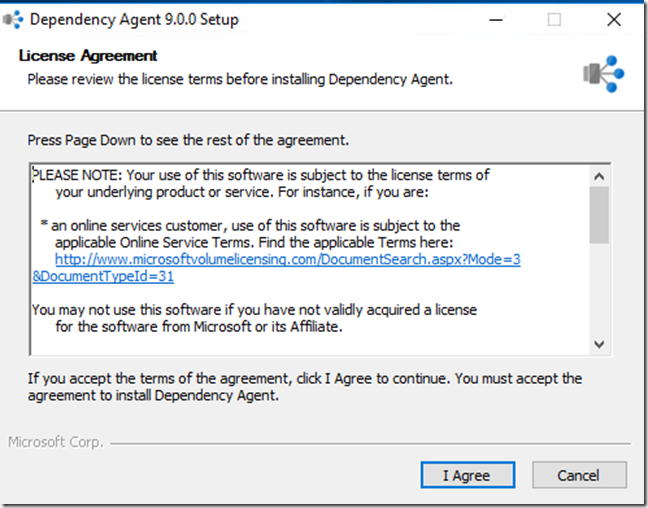 Dependency Agent 9.0.0 Setup
License Agreement
Please review the license terms before installing Dependency Agent.
Press Page Down to see the rest of the agreement.
PLEASE NOTE: Your use of this software is subject to the license terms of
your underlying product or service. For instance, if you are:
* an online services customer, use of this software is subject to the
applicable Online Service Terms. Find the applicable Terms here:
http://www.microsoftvolumelicensing.com/DocumentSearch.aspx?Mode=3
&DocumentTypeId=31
You may not use this software if you have not validly acquired a license
for the software from Microsoft or its Affiliate.
If you accept the terms of the agreement, click I Agree to continue. You must accept the
agreement to install Dependency Agent.
Microsoft Corp.
I Agree
Cancel